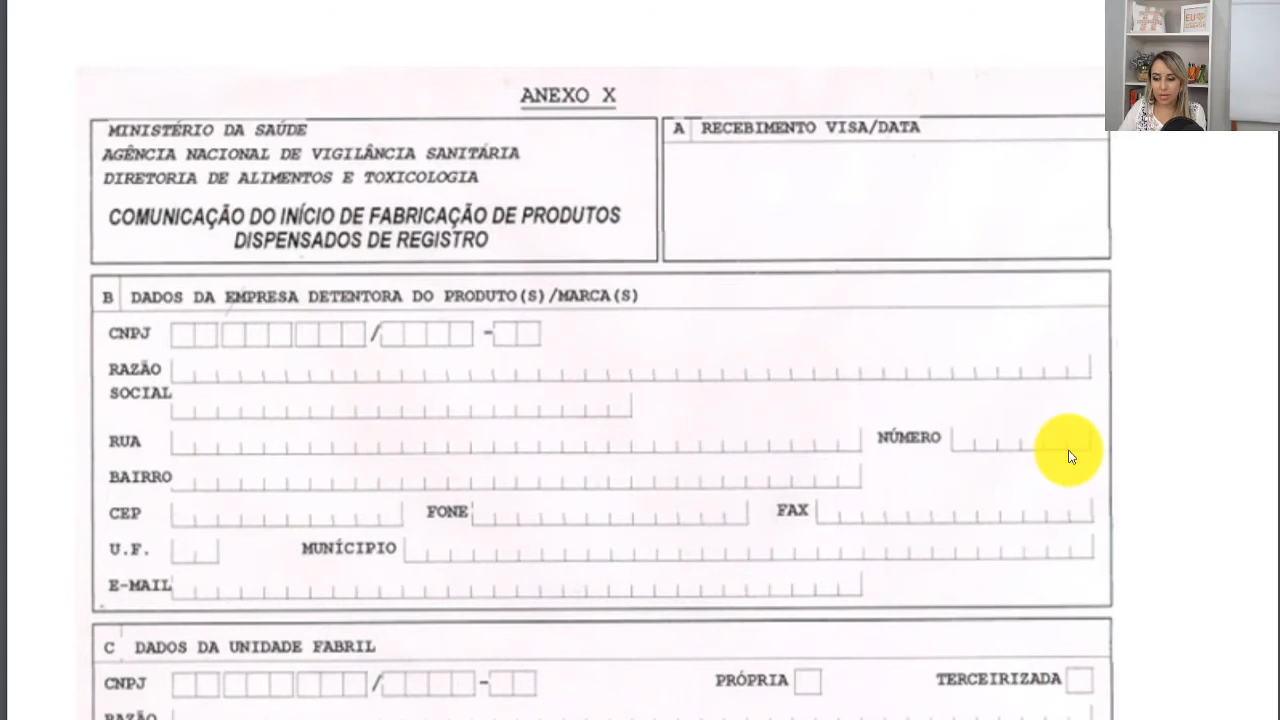 ANEXO X
MINISTÉRIO DA SAÚDE
AGÊNCIA NACIONAL DE VIGILÂNCIA SANITÁRIA
DIRETORIA DE ALIMENTOS E TOXICOLOGIA
COMUNICAÇÃO DO INÍCIO DE FABRICAÇÃO DE PRODUTOS
DISPENSADOS DE REGISTRO
A RECEBIMENTO VISA/DATA
B DADOS DA EMPRESA DETENTORA DO PRODUTO(S)/MARCA(S)
CNPJ / -
RAZÃO
SOCIAL
RUA NÚMERO
BAIRRO
CEP FONE FAX
U.F. MUNÍCIPIO
E-MAIL
C DADOS DA UNIDADE FABRIL
CNPJ / - PRÓPRIA TERCEIRIZADA
RAZÃO
EU